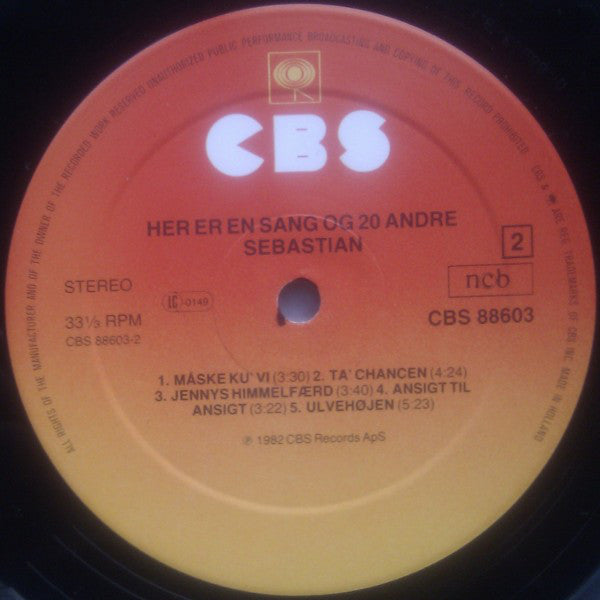 ALL RIGHTS OF THE MANUFACTURER AND OF THE OWNER OF THE RECORDED WORK RESERVED UNAUTHORIZED PUBLIC PERFORMANCE BROADCASTING AND COPYING OF THIS RECORD PROHIBITED CBS & ARE REG. TRADEMARKS OF CBS INC. MADE IN HOLLAND
CBS
HER ER EN SANG OG 20 ANDRE
SEBASTIAN
2
STEREO
LC 0149
ncb
33⅓ RPM
CBS 88603
CBS 88603-2
1. MÅSKE KU' VI (3:30) 2. TA' CHANCEN (4:24)
3. JENNYS HIMMELFÆRD (3:40) 4. ANSIGT TIL
ANSIGT (3:22) 5. ULVEHØJEN (5:23)
℗ 1982 CBS Records ApS